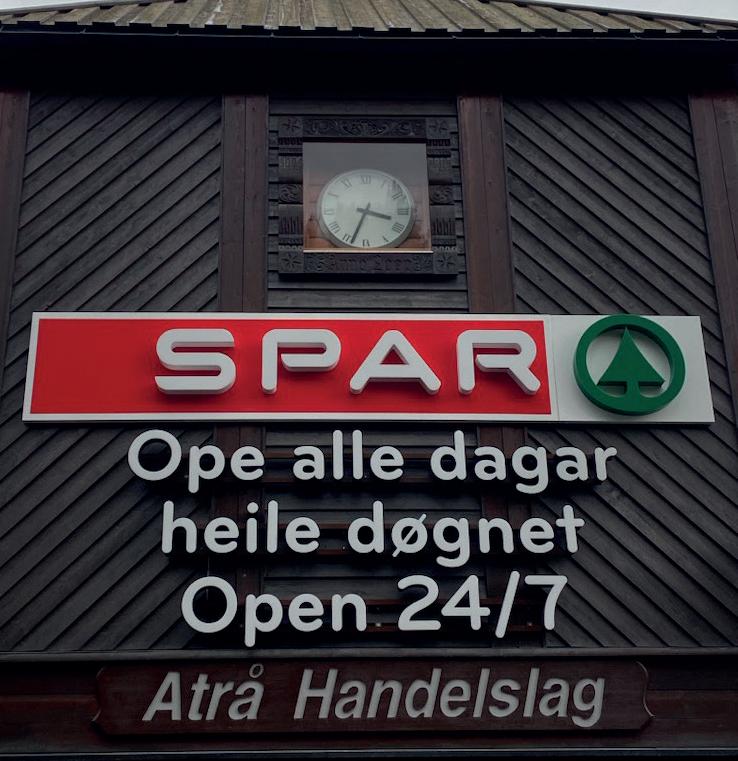 SPAR
Ope alle dagar
heile døgnet
Open 24/7
Atrå Handelslag